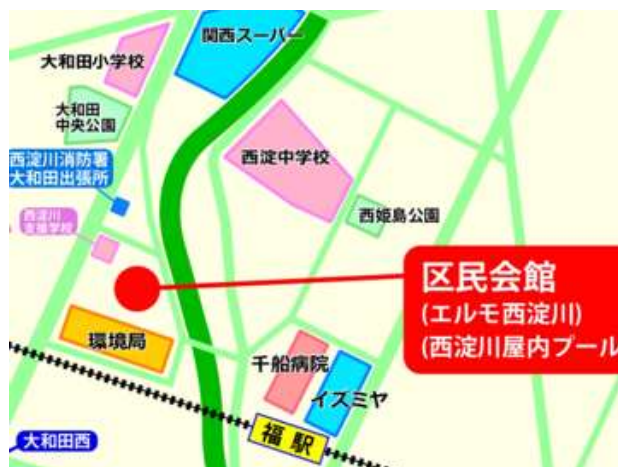 関西スーパー
大和田小学校
大和田
中央公園
西淀中学校
西淀川消防署
大和田出張所
西姫島公園
西淀川
支援学校
区民会館
(エルモ西淀川)
(西淀川屋内プール
環境局
千船病院
イズミヤ
福駅
大和田西